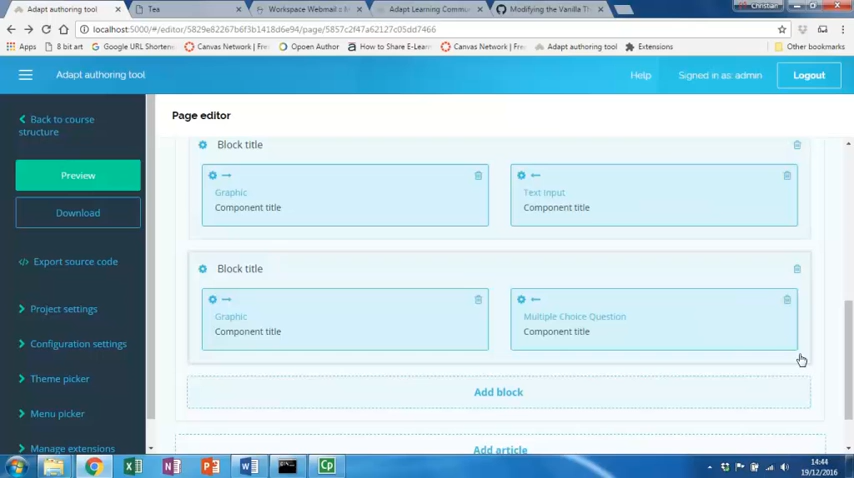 Christian
Adapt authoring tool
Tea
Workspace Webmail :: M
Adapt Learning Commu
Modifying the Vanilla Th
localhost:5000/#/editor/5829e82267b6f3b1418d6e94/page/5857c2f47a62127c05dd7466
Apps
8 bit art
Google URL Shortene
Canvas Network | Fre
Opoen Author
How to Share E-Lear
Canvas Network | Fre
Adapt authoring tool
Extensions
Other bookmarks
Adapt authoring tool
Help
Signed in as: admin
Logout
Back to course
structure
Page editor
Preview
Download
Export source code
Project settings
Configuration settings
Theme picker
Menu picker
Manage extensions
Block title
Graphic
Component title
Text Input
Component title
Block title
Graphic
Component title
Multiple Choice Question
Component title
Add block
Add article
14:44
19/12/2016